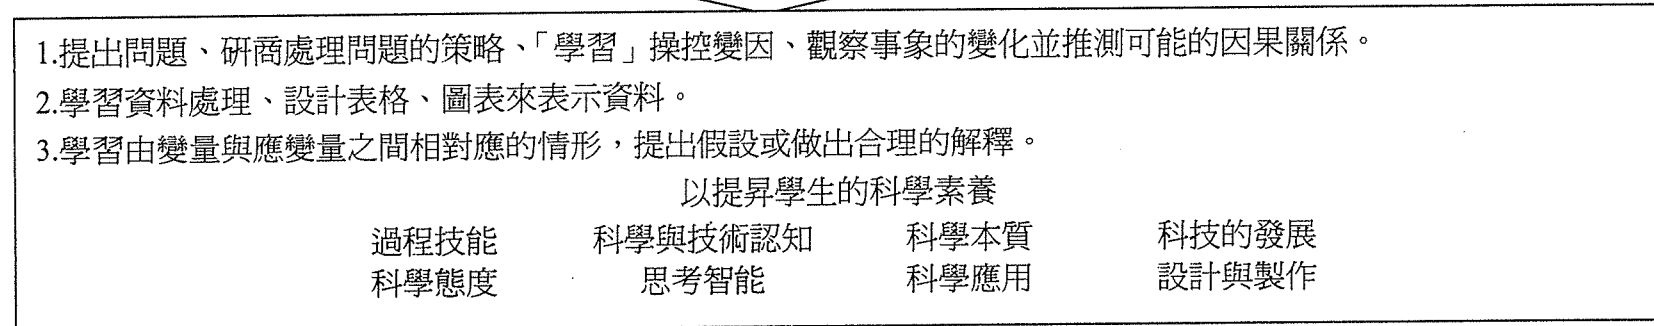 1.提出問題、研商處理問題的策略、「學習」操控變因、觀察事象的變化並推測可能的因果關係。
2.學習資料處理、設計表格、圖表來表示資料。
3.學習由變量與應變量之間相對應的情形，提出假設或做出合理的解釋。
以提昇學生的科學素養
過程技能 科學與技術認知 科學本質 科技的發展
科學態度 思考智能 科學應用 設計與製作